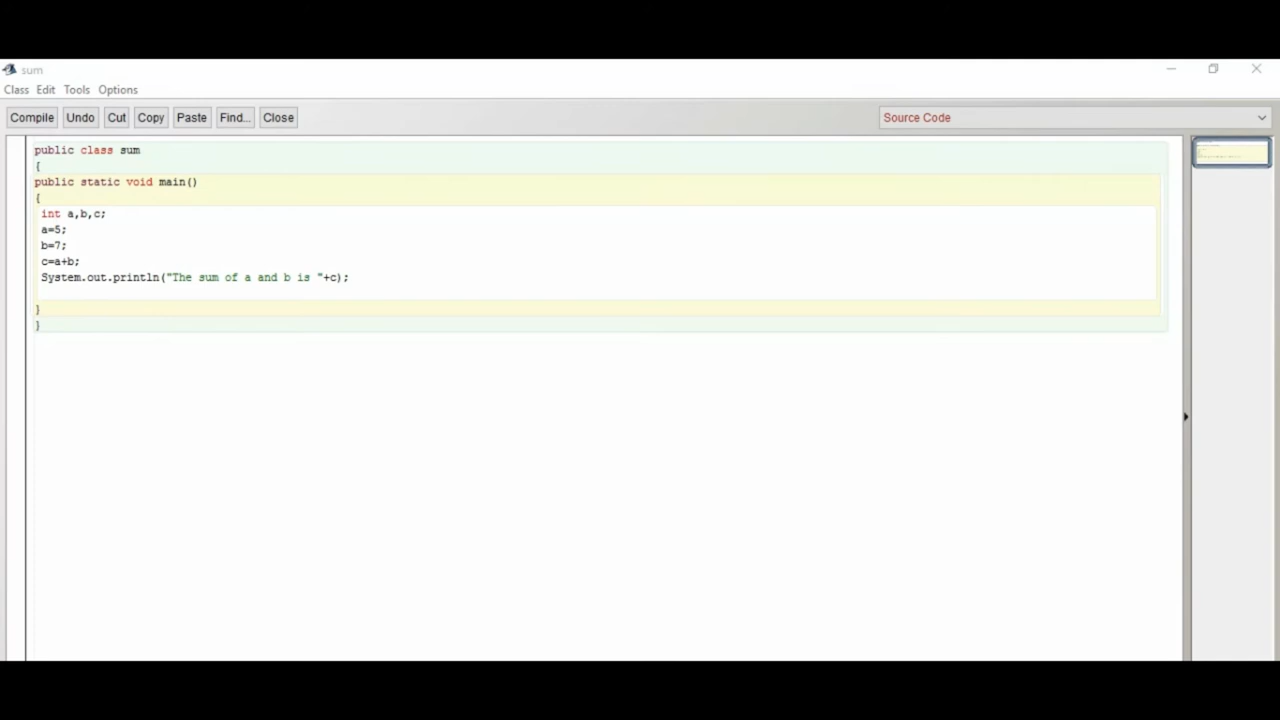 sum
Class Edit Tools Options
Compile Undo Cut Copy Paste Find... Close Source Code
public class sum
{
public static void main()
{
int a,b,c;
a=5;
b=7;
c=a+b;
System.out.println("The sum of a and b is "+c);
}
}